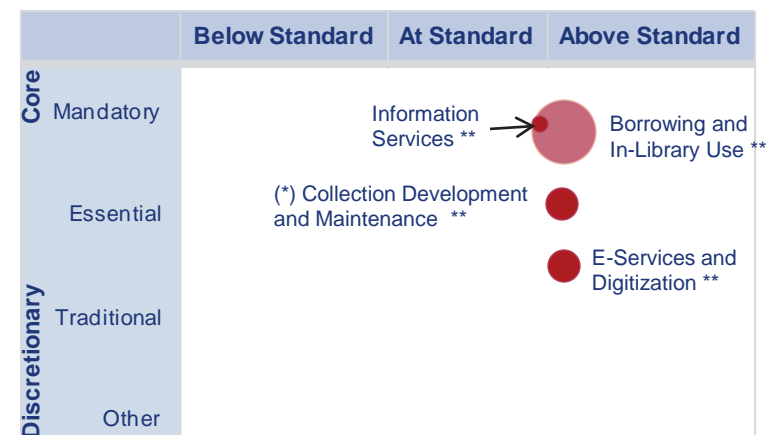 Below Standard At Standard Above Standard
Core
Mandatory
Information
Services **
Borrowing and
In-Library Use **
Essential
(*) Collection Development
and Maintenance **
E-Services and
Digitization **
Discretionary
Traditional
Other